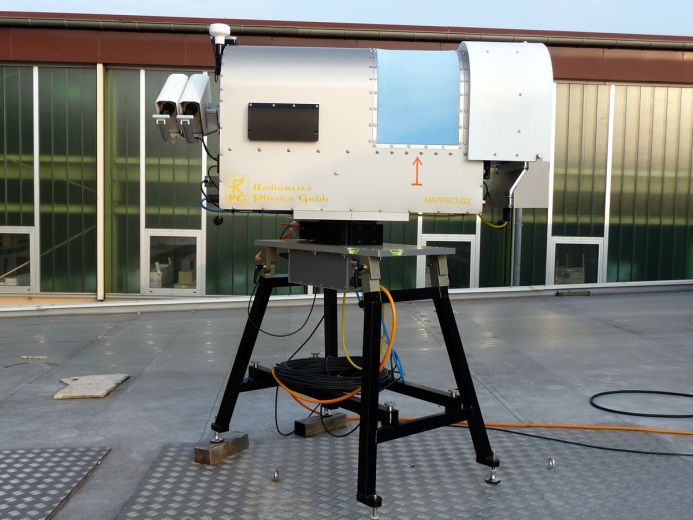 RPG
Radiometer
Physics GmbH
HATPRO-G2